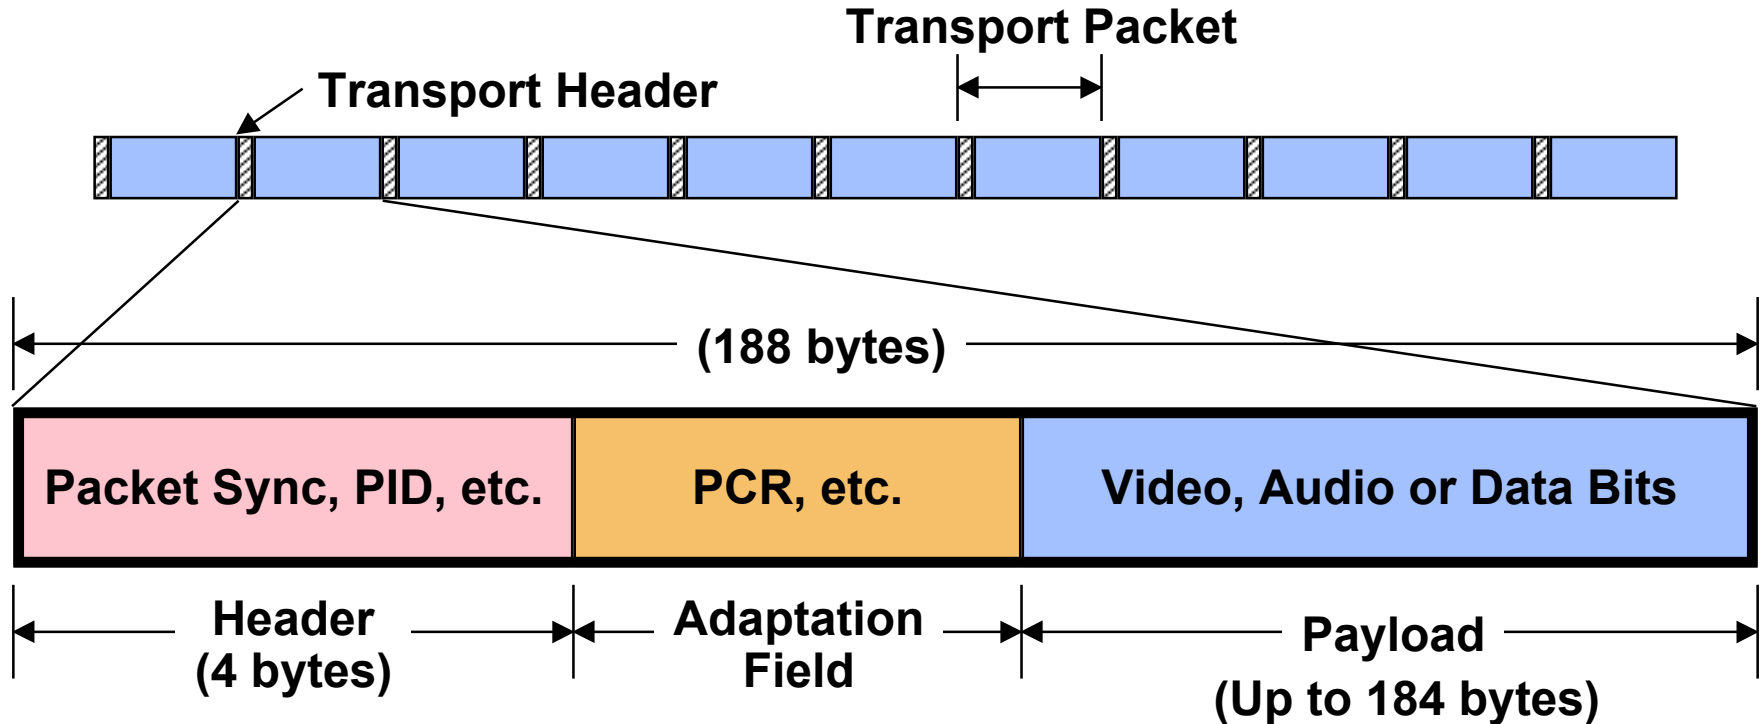 Transport Packet
Transport Header
(188 bytes)
Packet Sync, PID, etc.
PCR, etc.
Video, Audio or Data Bits
Header
(4 bytes)
Adaptation
Field
Payload
(Up to 184 bytes)